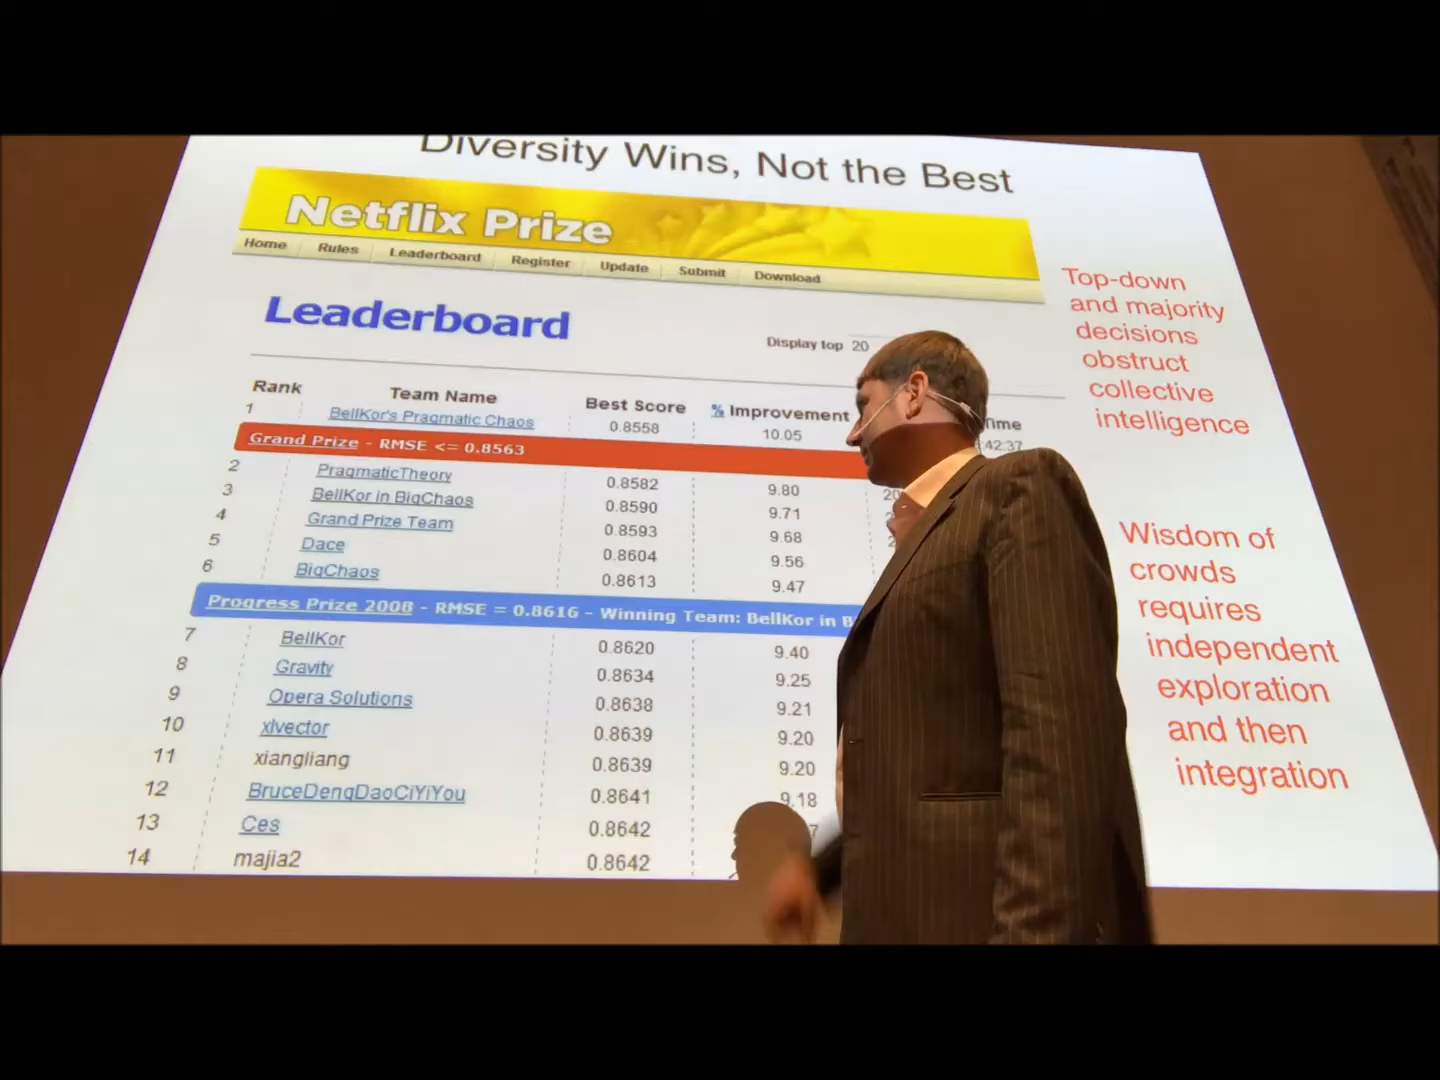 Diversity Wins, Not the Best
Netflix Prize
Home Rules Leaderboard Register Update Submit Download
Leaderboard
Display top 20
Rank Team Name Best Score % Improvement Time
1 BellKor's Pragmatic Chaos 0.8558 10.05 :42:37
Grand Prize - RMSE <= 0.8563
2 PragmaticTheory 0.8582 9.80 20
3 BellKor in BigChaos 0.8590 9.71
4 Grand Prize Team 0.8593 9.68
5 Dace 0.8604 9.56
6 BigChaos 0.8613 9.47
Progress Prize 2008 - RMSE = 0.8616 - Winning Team: BellKor in B
7 BellKor 0.8620 9.40
8 Gravity 0.8634 9.25
9 Opera Solutions 0.8638 9.21
10 xlvector 0.8639 9.20
11 xiangliang 0.8639 9.20
12 BruceDengDaoCiYiYou 0.8641 9.18
13 Ces 0.8642 7
14 majia2 0.8642
Top-down
and majority
decisions
obstruct
collective
intelligence
Wisdom of
crowds
requires
independent
exploration
and then
integration